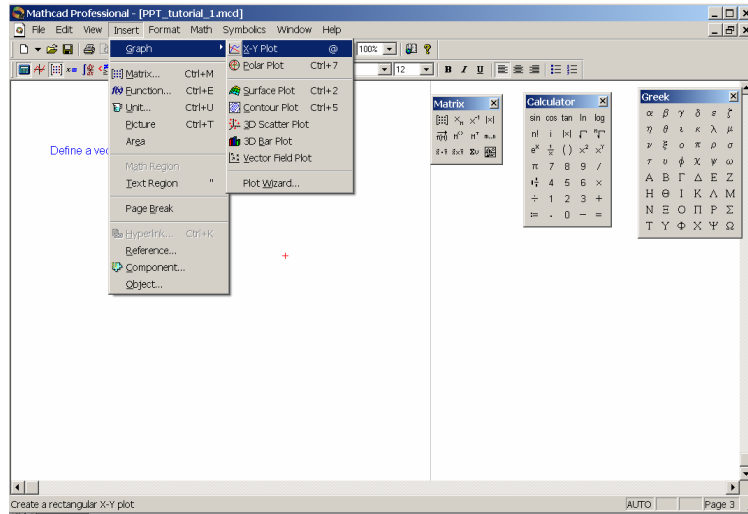 Mathcad Professional - [PPT_tutorial_1.mcd]
File Edit View Insert Format Math Symbolics Window Help
100%
12 B I U
Graph
Matrix... Ctrl+M
Function... Ctrl+E
Unit... Ctrl+U
Picture Ctrl+T
Area
Math Region
Text Region "
Page Break
Hyperlink... Ctrl+K
Reference...
Component...
Object...
X-Y Plot @
Polar Plot Ctrl+7
Surface Plot Ctrl+2
Contour Plot Ctrl+5
3D Scatter Plot
3D Bar Plot
Vector Field Plot
Plot Wizard...
Define a vec
Matrix
Calculator
sin cos tan ln log
n! i |x|
π 7 8 9 /
4 5 6 ×
÷ 1 2 3 +
:= . 0 − =
Greek
α β γ δ ε ζ
η θ ι κ λ μ
ν ξ ο π ρ σ
τ υ φ χ ψ ω
Α Β Γ Δ Ε Ζ
Η Θ Ι Κ Λ Μ
Ν Ξ Ο Π Ρ Σ
Τ Υ Φ Χ Ψ Ω
Create a rectangular X-Y plot
AUTO
Page 3